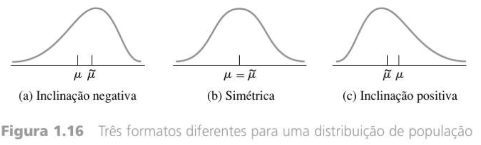 μ μ̃ μ = μ̃ μ̃ μ
(a) Inclinação negativa (b) Simétrica (c) Inclinação positiva
Figura 1.16 Três formatos diferentes para uma distribuição de população